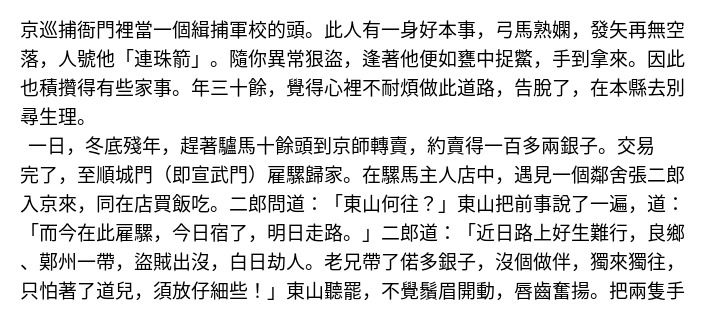 京巡捕衙門裡當一個緝捕軍校的頭。此人有一身好本事，弓馬熟嫻，發矢再無空
落，人號他「連珠箭」。隨你異常狠盜，逢著他便如甕中捉鱉，手到拿來。因此
也積攢得有些家事。年三十餘，覺得心裡不耐煩做此道路，告脫了，在本縣去別
尋生理。
一日，冬底殘年，趕著驢馬十餘頭到京師轉賣，約賣得一百多兩銀子。交易
完了，至順城門（即宣武門）雇騾歸家。在騾馬主人店中，遇見一個鄰舍張二郎
入京來，同在店買飯吃。二郎問道：「東山何往？」東山把前事說了一遍，道：
「而今在此雇騾，今日宿了，明日走路。」二郎道：「近日路上好生難行，良鄉
、鄭州一帶，盜賊出沒，白日劫人。老兄帶了偌多銀子，沒個做伴，獨來獨往，
只怕著了道兒，須放仔細些！」東山聽罷，不覺鬚眉開動，唇齒奮揚。把兩隻手